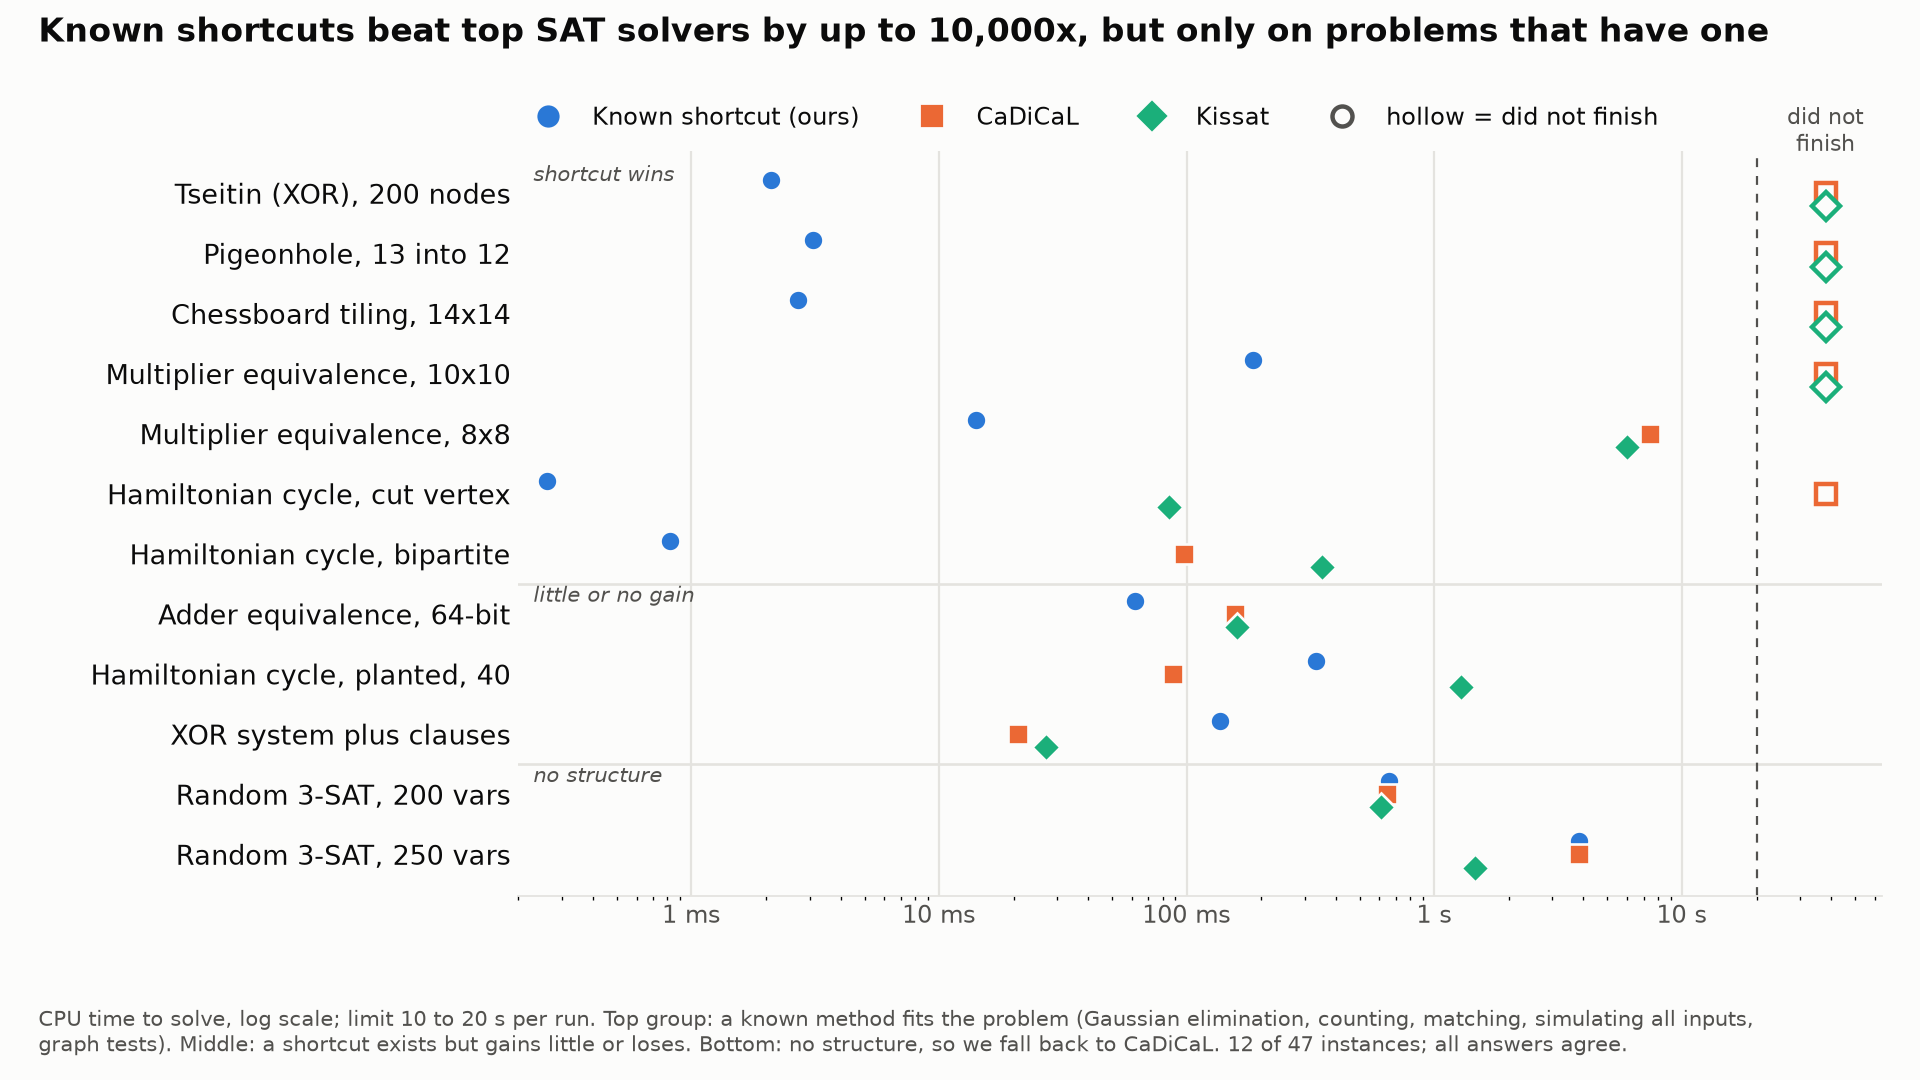 Known shortcuts beat top SAT solvers by up to 10,000x, but only on problems that have one
Known shortcut (ours)
CaDiCaL
Kissat
hollow = did not finish
did not
finish
shortcut wins
Tseitin (XOR), 200 nodes
Pigeonhole, 13 into 12
Chessboard tiling, 14x14
Multiplier equivalence, 10x10
Multiplier equivalence, 8x8
Hamiltonian cycle, cut vertex
Hamiltonian cycle, bipartite
little or no gain
Adder equivalence, 64-bit
Hamiltonian cycle, planted, 40
XOR system plus clauses
no structure
Random 3-SAT, 200 vars
Random 3-SAT, 250 vars
1 ms
10 ms
100 ms
1 s
10 s
CPU time to solve, log scale; limit 10 to 20 s per run. Top group: a known method fits the problem (Gaussian elimination, counting, matching, simulating all inputs,
graph tests). Middle: a shortcut exists but gains little or loses. Bottom: no structure, so we fall back to CaDiCaL. 12 of 47 instances; all answers agree.